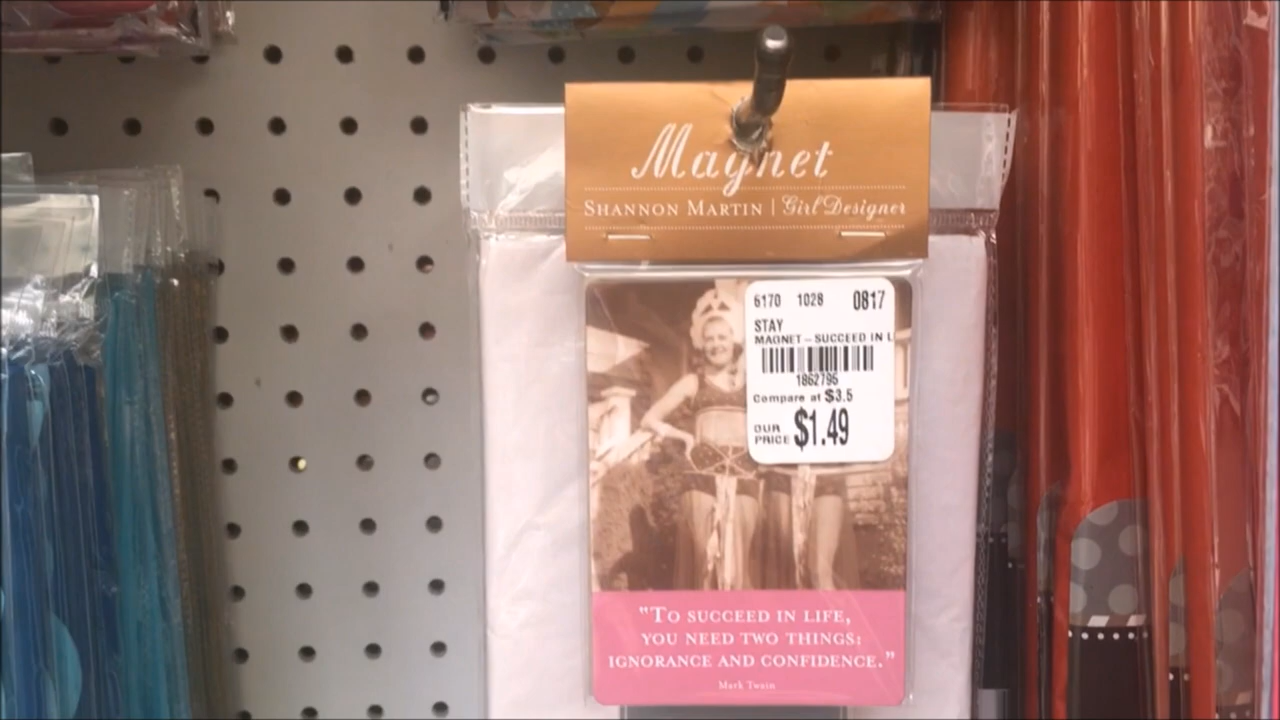 Magnet
SHANNON MARTIN | Girl Designer
6170 1028 0817
STAY
MAGNET-SUCCEED IN L
1862795
Compare at $3.5
OUR PRICE $1.49
"TO SUCCEED IN LIFE,
YOU NEED TWO THINGS:
IGNORANCE AND CONFIDENCE."
Mark Twain